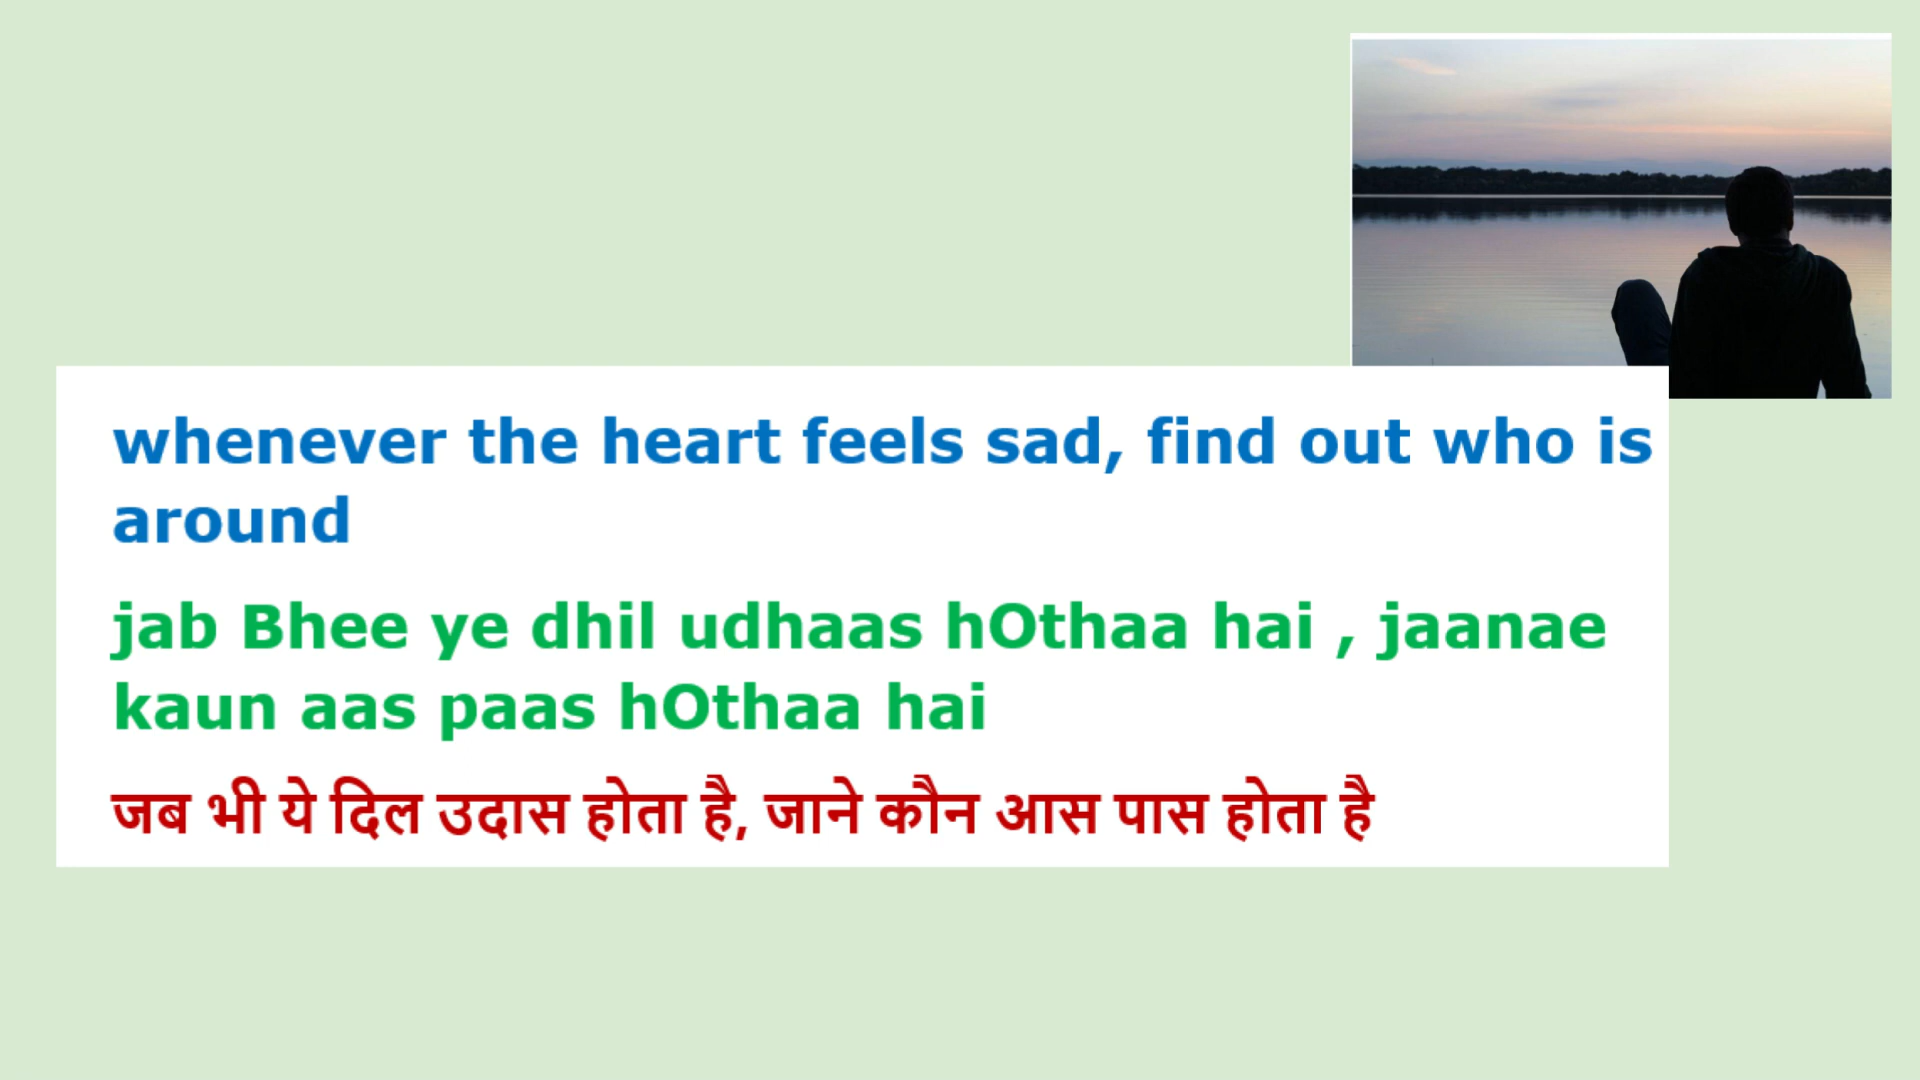 whenever the heart feels sad, find out who is
around
jab Bhee ye dhil udhaas hOthaa hai , jaanae
kaun aas paas hOthaa hai
जब भी ये दिल उदास होता है, जाने कौन आस पास होता है